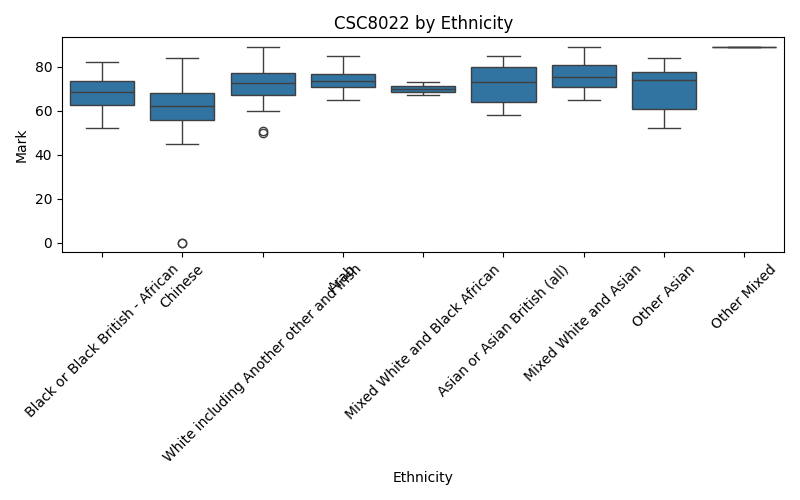 CSC8022 by Ethnicity
Mark
80
60
40
20
0
Black or Black British - African
Chinese
White including Another other and Irish
Arab
Mixed White and Black African
Asian or Asian British (all)
Mixed White and Asian
Other Asian
Other Mixed
Ethnicity